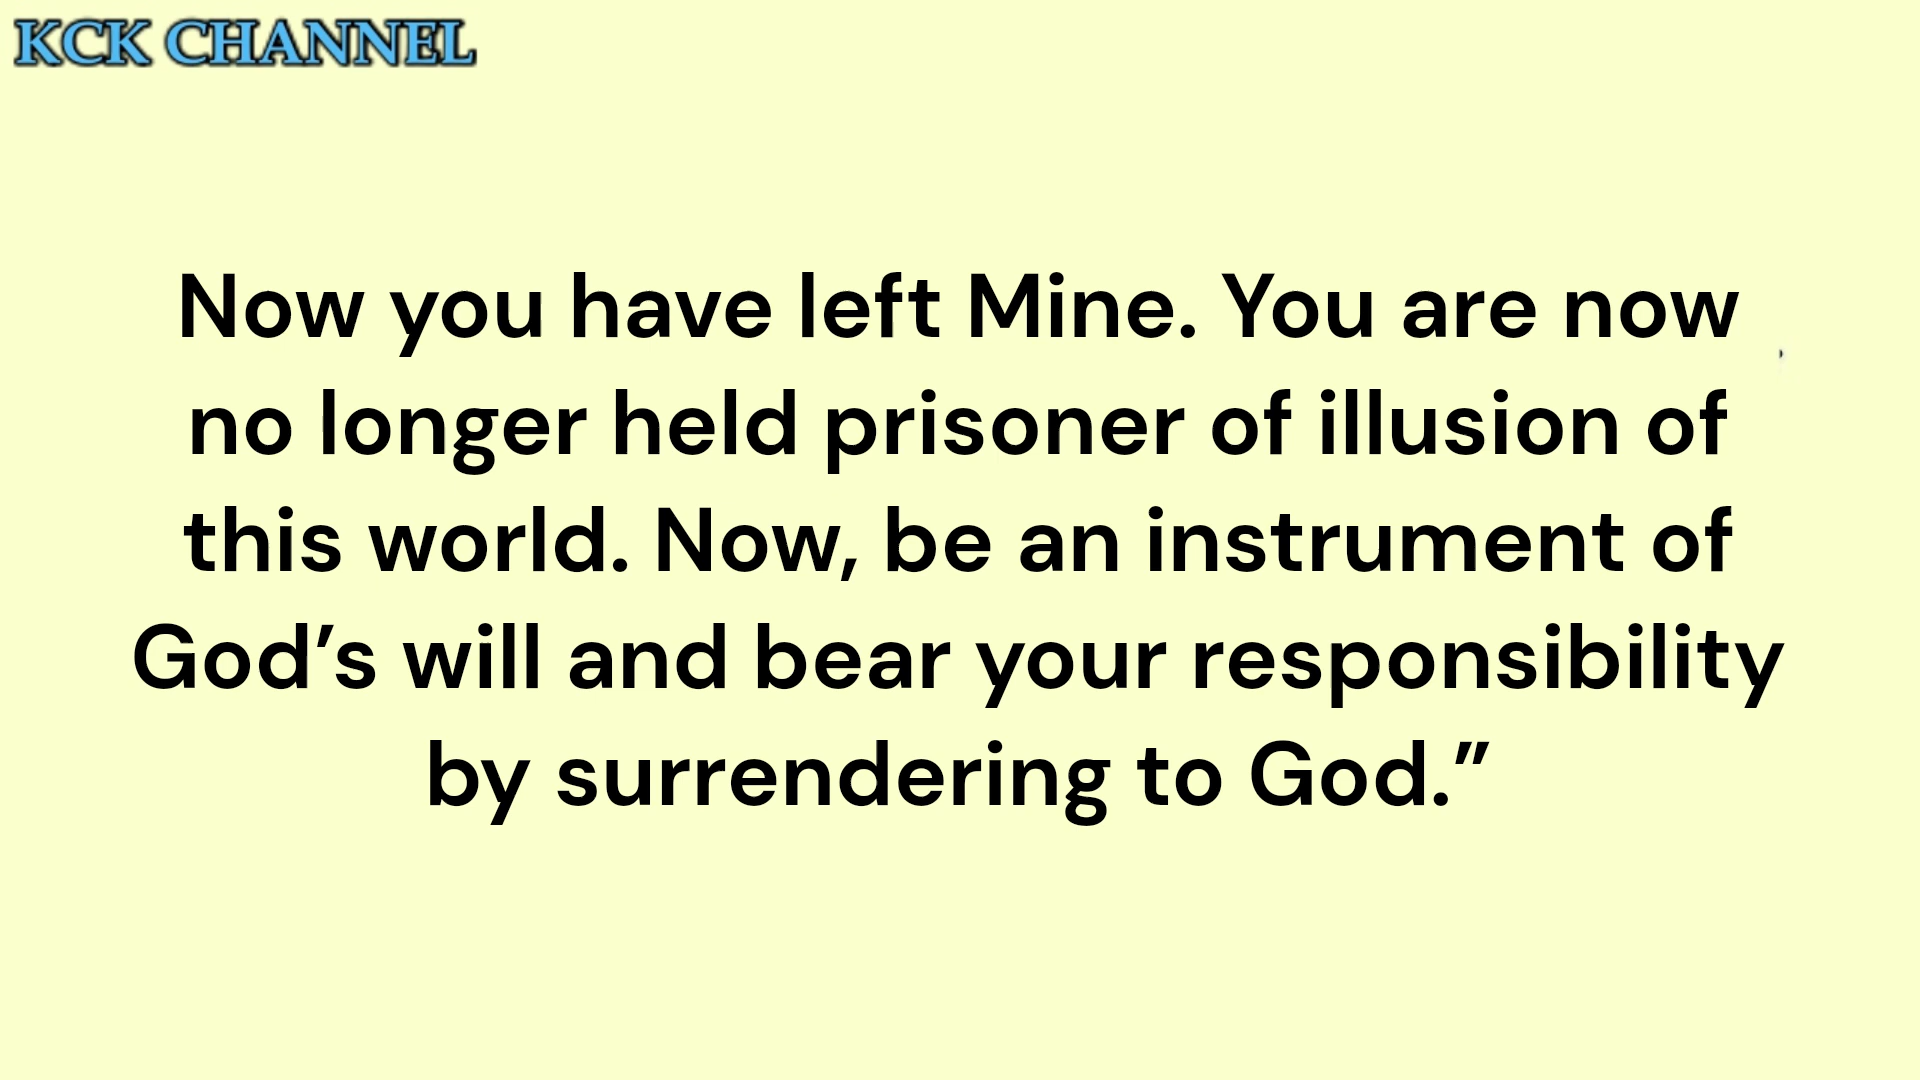 KCK CHANNEL
Now you have left Mine. You are now
no longer held prisoner of illusion of
this world. Now, be an instrument of
God’s will and bear your responsibility
by surrendering to God.”